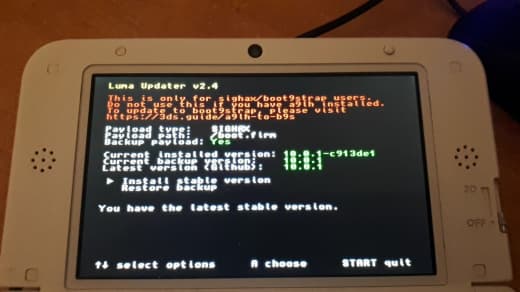 Luma Updater v2.4
This is only for sighax/boot9strap users.
Do not use this if you have a9lh installed.
To update to boot9strap, please visit
https://3ds.guide/a9lh-to-b9s
Payload type: SIGHAX
Payload path: /boot.firm
Backup payload: Yes
Current installed version: 10.0.1-c913de1
Current backup version: 10.0.1
Latest version (Github): 10.0.1
► Install stable version
Restore backup
You have the latest stable version.
↑↓ select options A choose START quit
3D
OFF